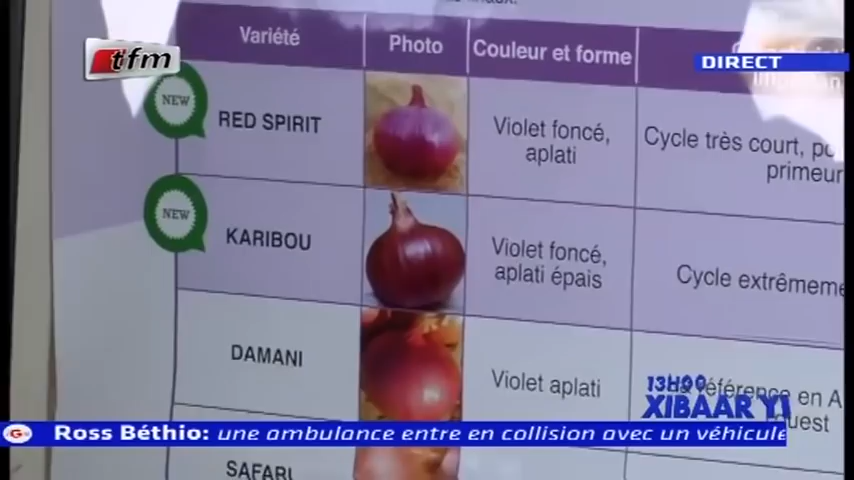 Variété
Photo
Couleur et forme
tfm
DIRECT
NEW
RED SPIRIT
Violet foncé,
aplati
Cycle très court,
primeur
NEW
KARIBOU
Violet foncé,
aplati épais
Cycle
DAMANI
Violet aplati
référence en A
13H00
XIBAAR YI
Ross Béthio: une ambulance entre en collision avec un véhicule
SAFARI